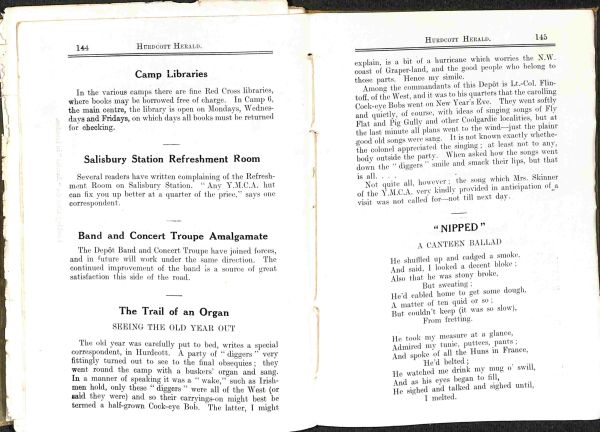 144 HURDCOTT HERALD.
Camp Libraries
In the various camps there are fine Red Cross libraries,
where books may be borrowed free of charge. In Camp 6,
the main centre, the library is open on Mondays, Wednes-
days and Fridays, on which days all books must be returned
for checking.
Salisbury Station Refreshment Room
Several readers have written complaining of the Refresh-
ment Room on Salisbury Station. "Any Y.M.C.A. hut
can fix you up better at a quarter of the price," says one
correspondent.
Band and Concert Troupe Amalgamate
The Depôt Band and Concert Troupe have joined forces,
and in future will work under the same direction. The
continued improvement of the band is a source of great
satisfaction this side of the road.
The Trail of an Organ
SEEING THE OLD YEAR OUT
The old year was carefully put to bed, writes a special
correspondent, in Hurdcott. A party of "diggers" very
fittingly turned out to see to the final obsequies; they
went round the camp with a buskers' organ and sang.
In a manner of speaking it was a "wake," such as Irish-
men hold, only these "diggers" were all of the West (or
said they were) and so their carryings-on might best be
termed a half-grown Cock-eye Bob. The latter, I might
HURDCOTT HERALD. 145
explain, is a bit of a hurricane which worries the N.W.
coast of Graper-land, and the good people who belong to
those parts. Hence my simile.
Among the commandants of this Depôt is Lt.-Col. Flin-
toff, of the West, and it was to his quarters that the carolling
Cock-eye Bobs went on New Year's Eve. They went softly
and quietly, of course, with ideas of singing songs of Fly
Flat and Pig Gully and other Coolgardie localities, but at
the last minute all plans went to the wind—just the plain
good old songs were sang. It is not known exactly whethe-
the colonel appreciated the singing; at least not to any,
body outside the party. When asked how the songs went
down the "diggers" smile and smack their lips, but that
is all. . . .
Not quite all, however; the song which Mrs. Skinner
of the Y.M.C.A. very kindly provided in anticipation of a
visit was not called for—not till next day.
"NIPPED"
A CANTEEN BALLAD
He shuffled up and cadged a smoke,
And said, I looked a decent bloke;
Also that he was stony broke,
But sweating;
He'd cabled home to get some dough,
A matter of ten quid or so;
But couldn't keep (it was so slow),
From fretting.
He took my measure at a glance,
Admired my tunic, puttees, pants;
And spoke of all the Huns in France,
He'd belted;
He watched me drink my mug o' swill,
And as his eyes began to fill,
He sighed and talked and sighed until,
I melted.